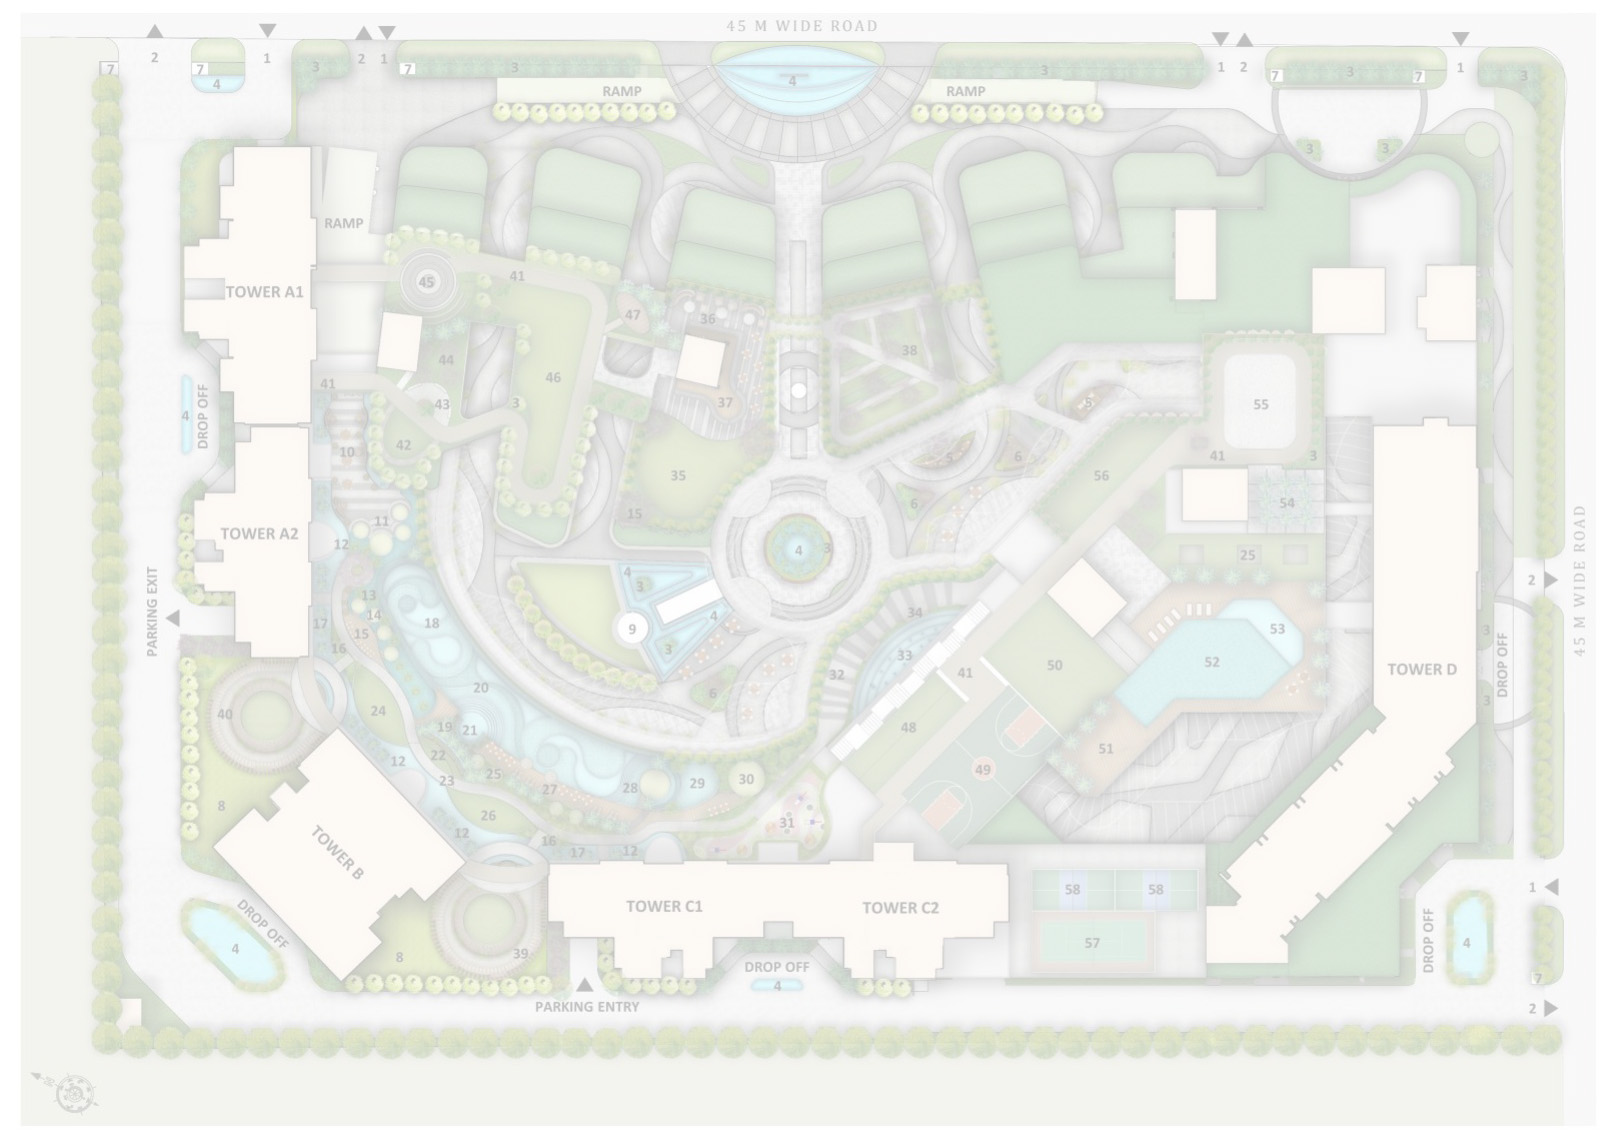 45 M WIDE ROAD
2 1 2 1 1 2 1
7 7 3 7 3 4 3 7 3 7 3
4
RAMP RAMP
3 3
RAMP
TOWER A1
45 41
47 36
44 46 38
41 43 3 37 5 55
4 DROP OFF
42 10 35 5 6 56 41 3
TOWER A2
11 15 6 54
12 4 3 25
PARKING EXIT
45 M WIDE ROAD
2
4 3
13 14 18 9 4 34 53
17 15 3
16 3 33 50 52
3 DROP OFF
TOWER D
32 41
20 6 3
40 24 19 21 48
22 51
12 25 49
23 27 28 29 30
8 26 31
12 16 17 12
TOWER B
1
58 58
TOWER C1 TOWER C2
DROP OFF
4
57
DROP OFF
4
39
8
DROP OFF
4
7
PARKING ENTRY
2